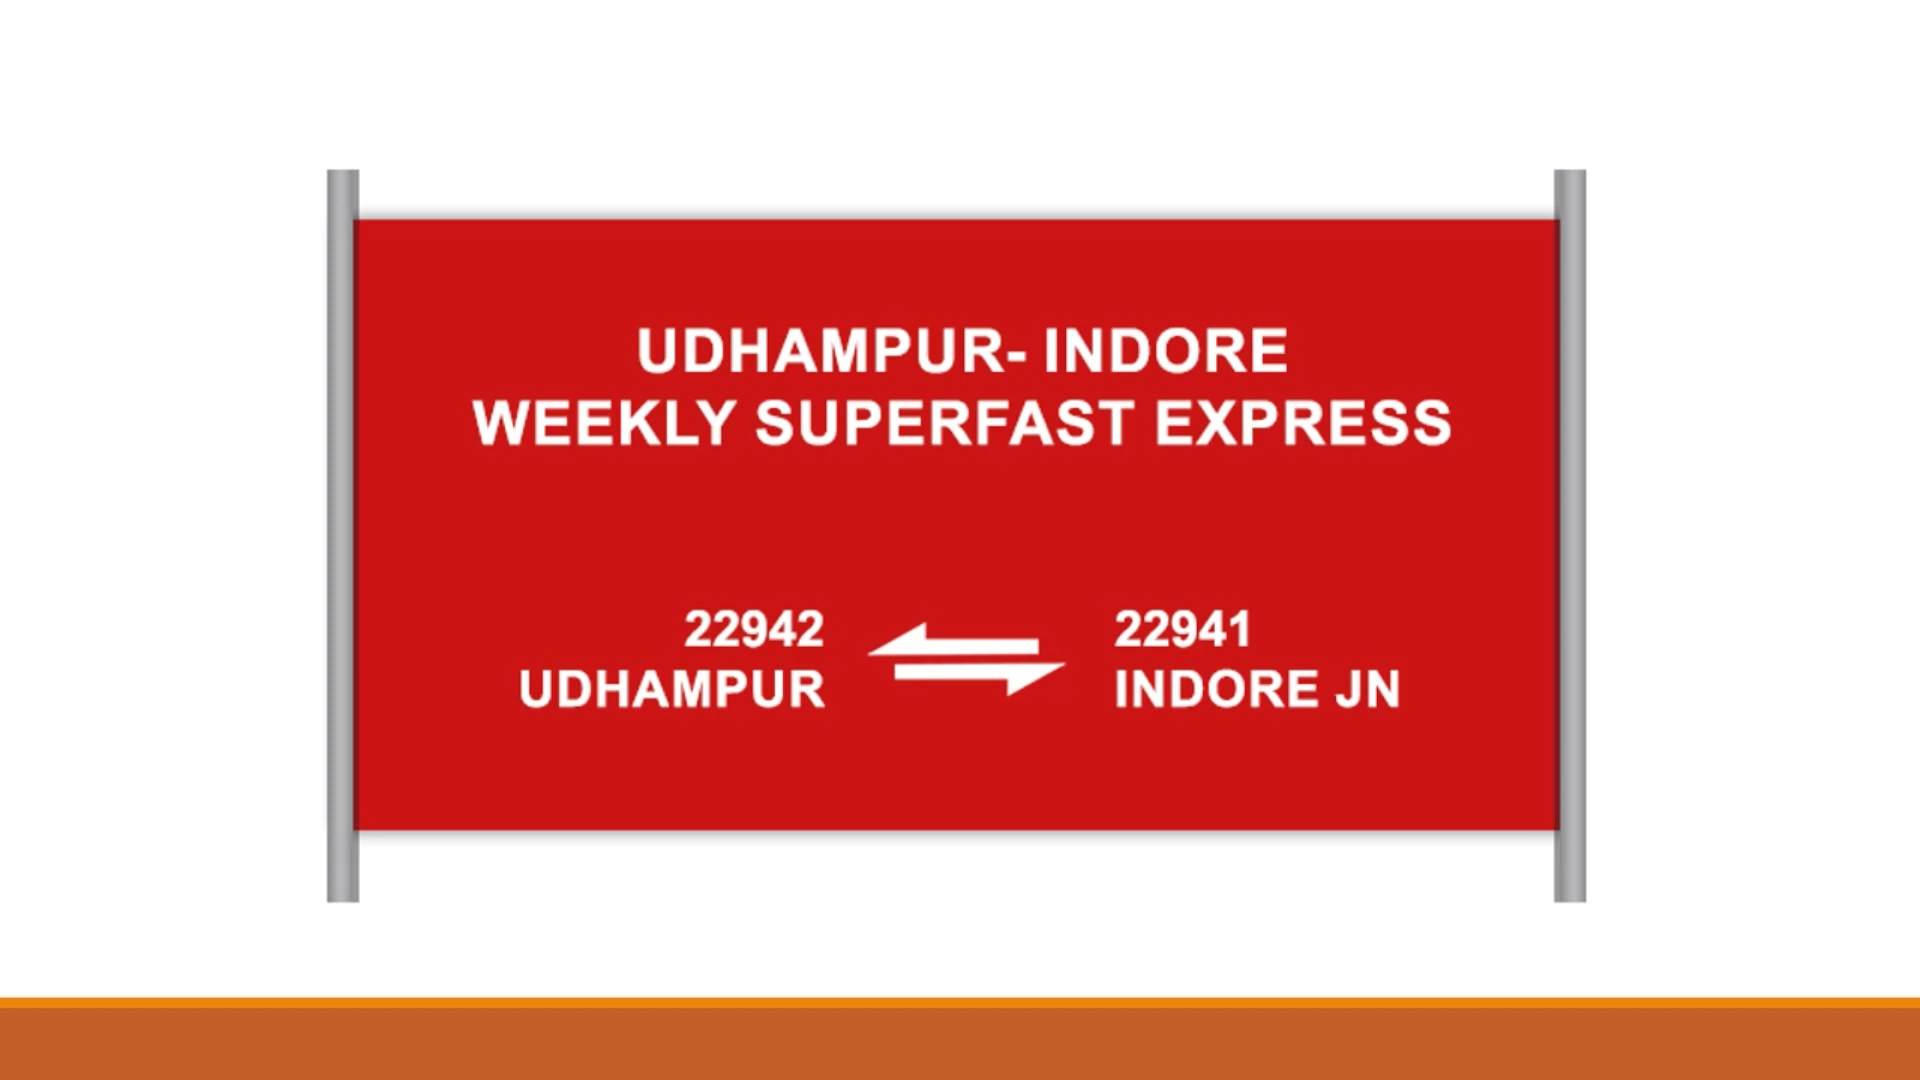 UDHAMPUR- INDORE
WEEKLY SUPERFAST EXPRESS
22942
UDHAMPUR
22941
INDORE JN